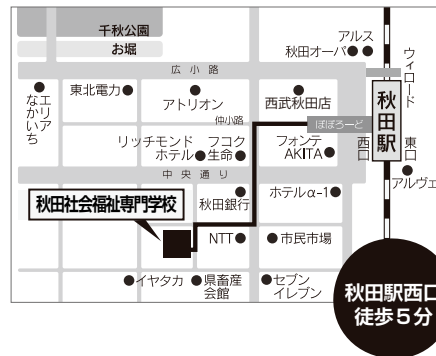 千秋公園
お堀
アルス
秋田オーパ
ウィロード
広小路
エリア
なかいち
東北電力
アトリオン
西武秋田店
仲小路
ぽぽろーど
秋田駅
西口
東口
リッチモンド
ホテル
フコク
生命
フォンテ
AKITA
アルヴェ
中央通り
秋田銀行
ホテルα-1
秋田社会福祉専門学校
NTT
市民市場
イヤタカ
県畜産
会館
セブン
イレブン
秋田駅西口
徒歩5分